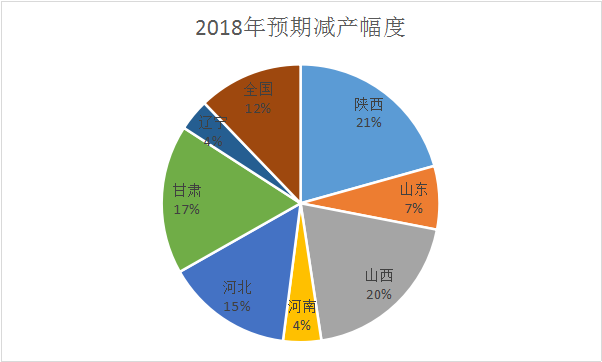 2018年预期减产幅度
陕西
21%
山东
7%
山西
20%
河南
4%
河北
15%
甘肃
17%
辽宁
4%
全国
12%